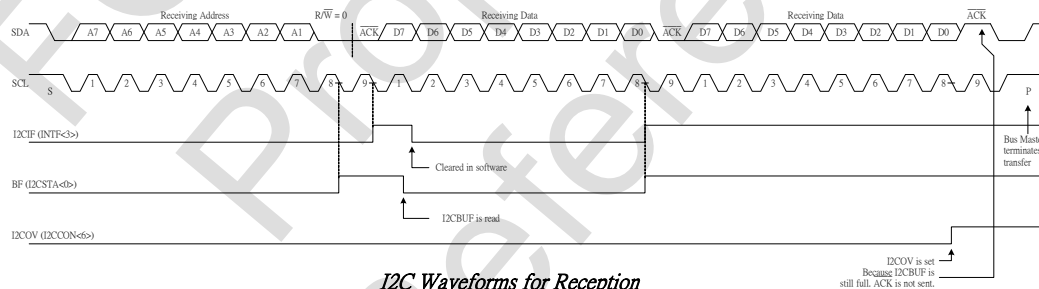 Receiving Address R/W = 0 Receiving Data Receiving Data ACK
SDA A7 A6 A5 A4 A3 A2 A1 ACK D7 D6 D5 D4 D3 D2 D1 D0 ACK D7 D6 D5 D4 D3 D2 D1 D0
SCL S 1 2 3 4 5 6 7 8 9 1 2 3 4 5 6 7 8 9 1 2 3 4 5 6 7 8 9 P
I2CIF (INTF<3>)
Cleared in software
Bus Maste
terminates
transfer
BF (I2CSTA<0>)
I2CBUF is read
I2COV (I2CCON<6>)
I2COV is set
Because I2CBUF is
still full. ACK is not sent.
I2C Waveforms for Reception